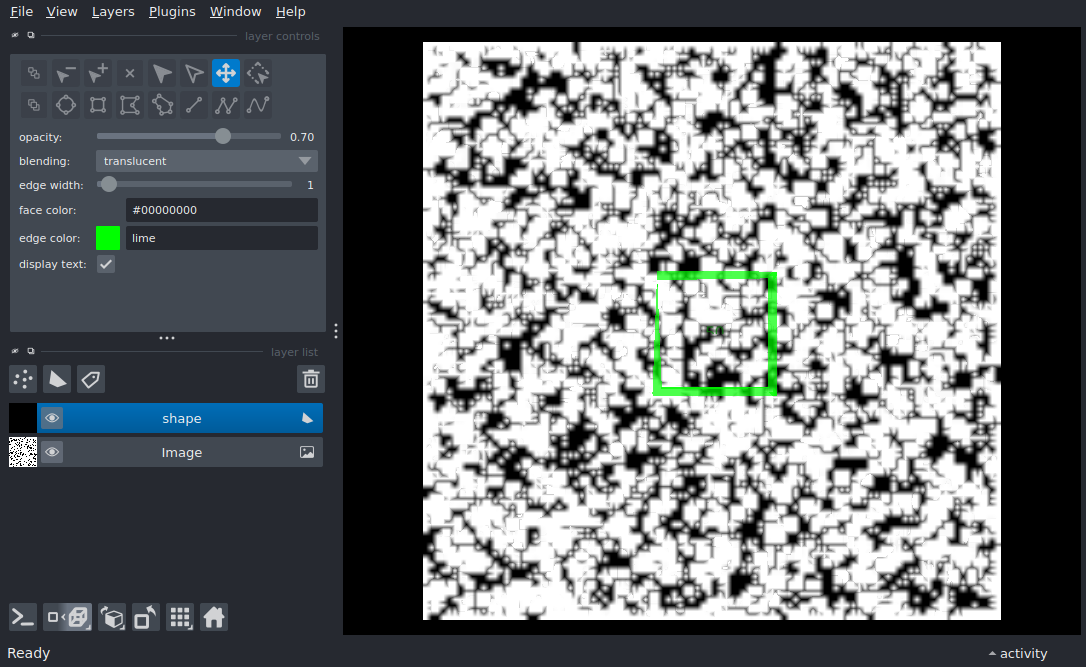 File View Layers Plugins Window Help
layer controls
opacity: 0.70
blending: translucent
edge width: 1
face color: #00000000
edge color: lime
display text:
layer list
shape
Image
Ready
activity